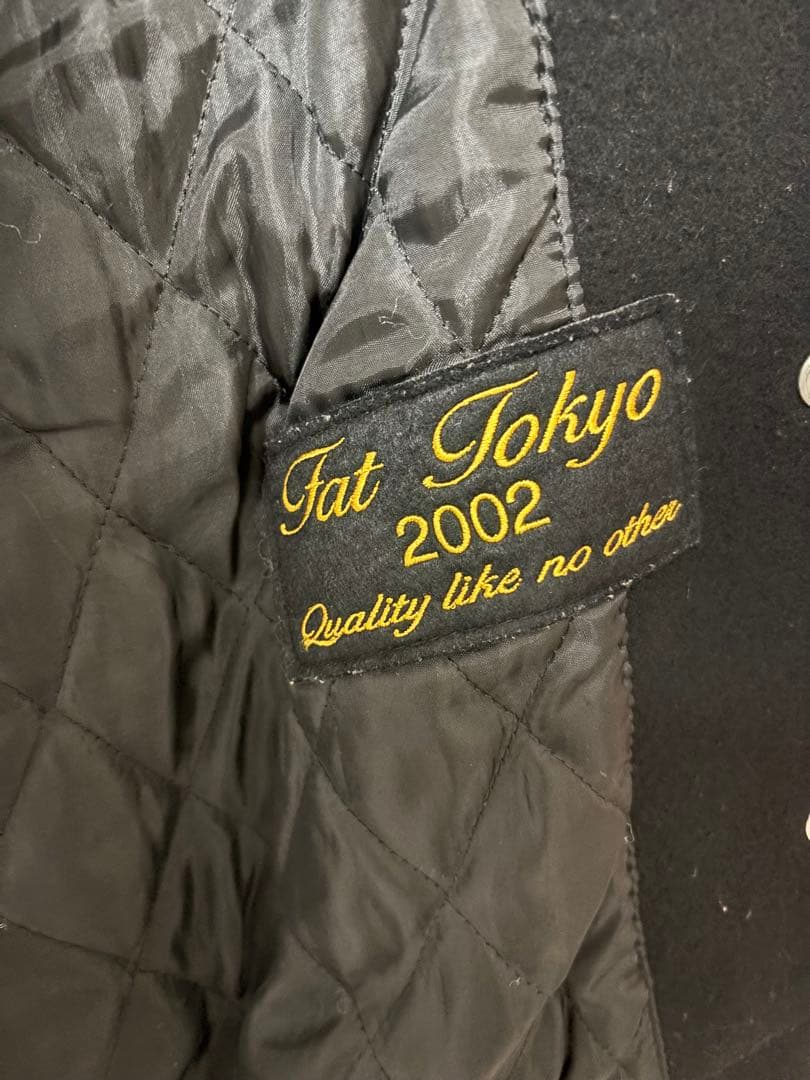 Fat Tokyo
2002
Quality like no other